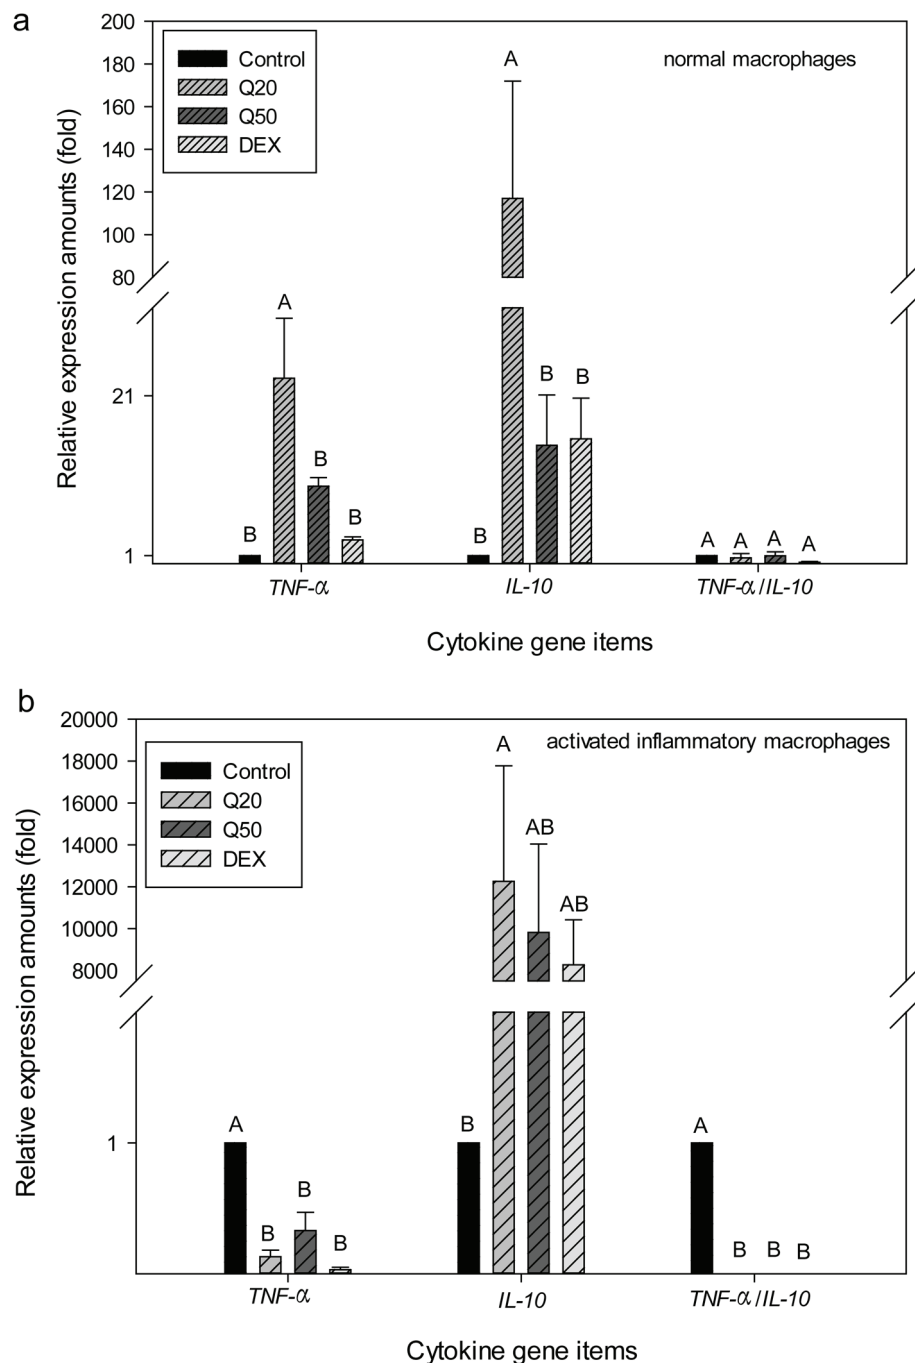 a
200
180
160
140
120
100
80
21
1
Relative expression amounts (fold)
Control
Q20
Q50
DEX
normal macrophages
B
A
B
B
B
A
B
B
A
A
A
A
TNF-α
IL-10
TNF-α/IL-10
Cytokine gene items
b
20000
18000
16000
14000
12000
10000
8000
1
Relative expression amounts (fold)
Control
Q20
Q50
DEX
activated inflammatory macrophages
A
B
B
B
B
A
AB
AB
A
B
B
B
TNF-α
IL-10
TNF-α/IL-10
Cytokine gene items